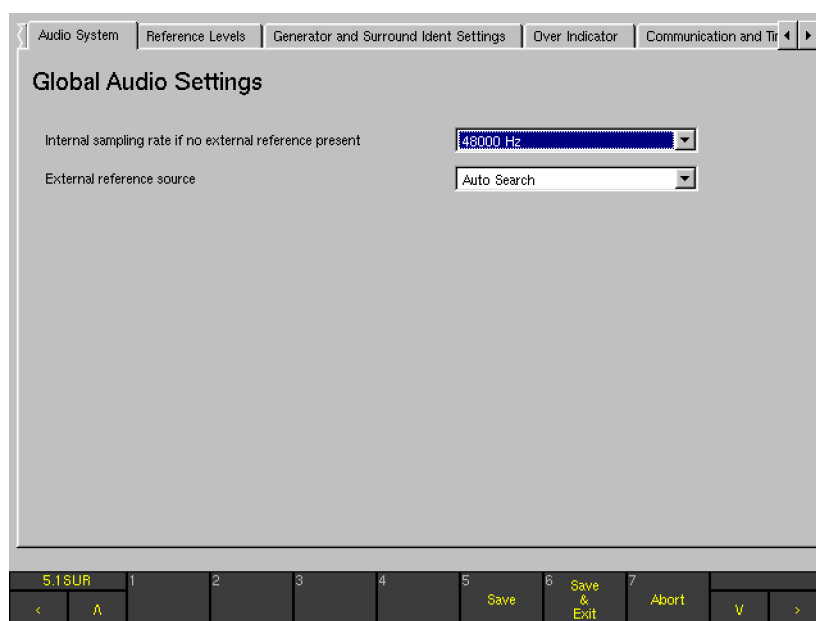 Audio System Reference Levels Generator and Surround Ident Settings Over Indicator Communication and Tir
Global Audio Settings
Internal sampling rate if no external reference present 48000 Hz
External reference source Auto Search
5.1SUR 1 2 3 4 5 Save 6 Save & Exit 7 Abort
< Λ V >